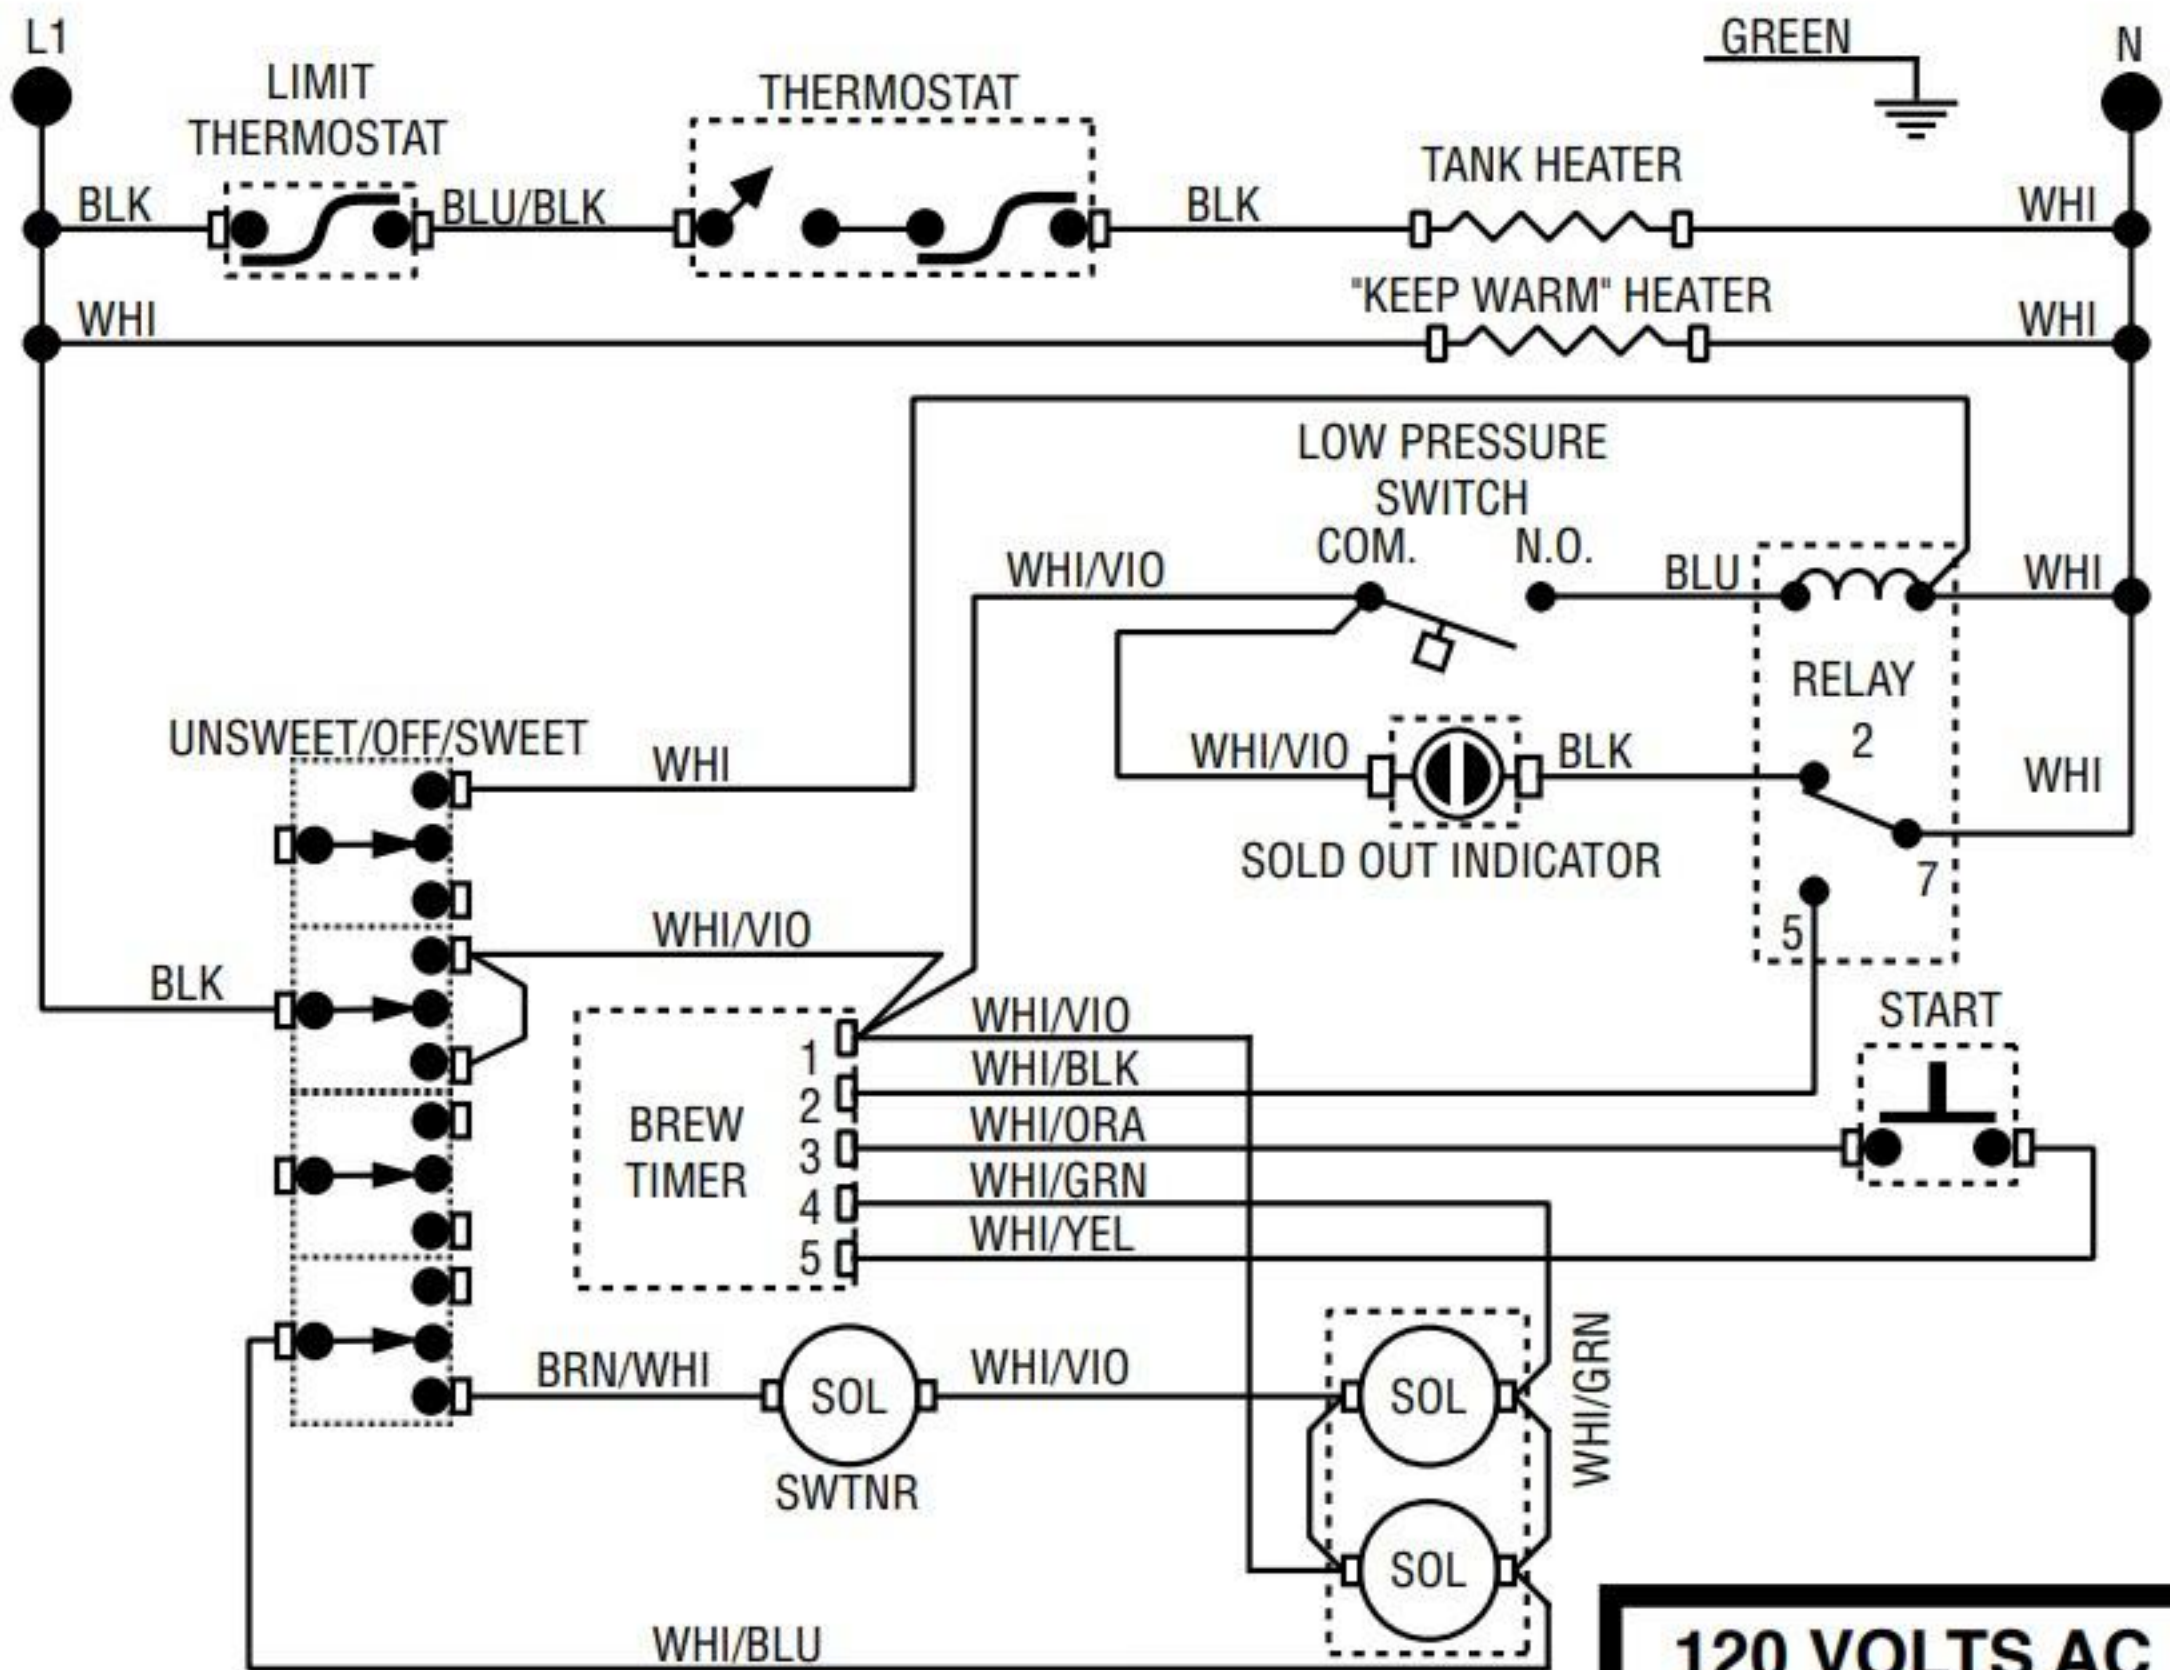 L1
GREEN
N
LIMIT
THERMOSTAT
THERMOSTAT
TANK HEATER
BLK
BLU/BLK
BLK
WHI
"KEEP WARM" HEATER
WHI
WHI
LOW PRESSURE
SWITCH
COM.
N.O.
WHI/VIO
BLU
WHI
RELAY
2
UNSWEET/OFF/SWEET
WHI
WHI/VIO
BLK
WHI
SOLD OUT INDICATOR
7
5
WHI/VIO
BLK
START
BREW
TIMER
1
WHI/VIO
2
WHI/BLK
3
WHI/ORA
4
WHI/GRN
5
WHI/YEL
BRN/WHI
SOL
WHI/VIO
SOL
WHI/GRN
SWTNR
SOL
WHI/BLU
120 VOLTS AC